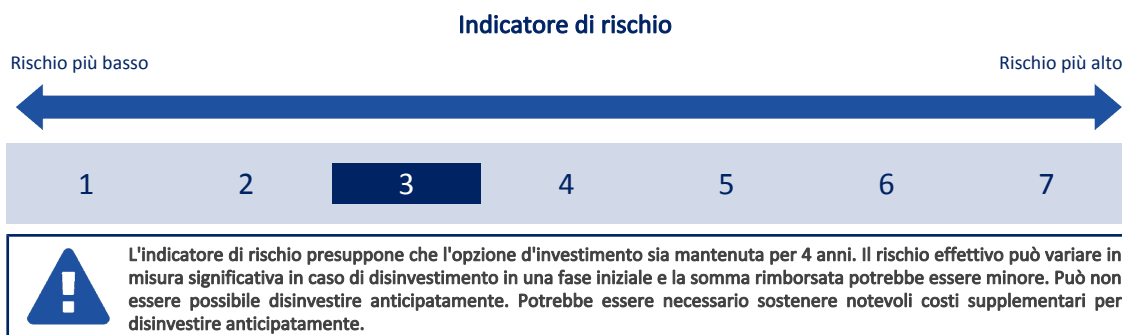 Indicatore di rischio
Rischio più basso
Rischio più alto
1 2 3 4 5 6 7
L'indicatore di rischio presuppone che l'opzione d'investimento sia mantenuta per 4 anni. Il rischio effettivo può variare in
misura significativa in caso di disinvestimento in una fase iniziale e la somma rimborsata potrebbe essere minore. Può non
essere possibile disinvestire anticipatamente. Potrebbe essere necessario sostenere notevoli costi supplementari per
disinvestire anticipatamente.